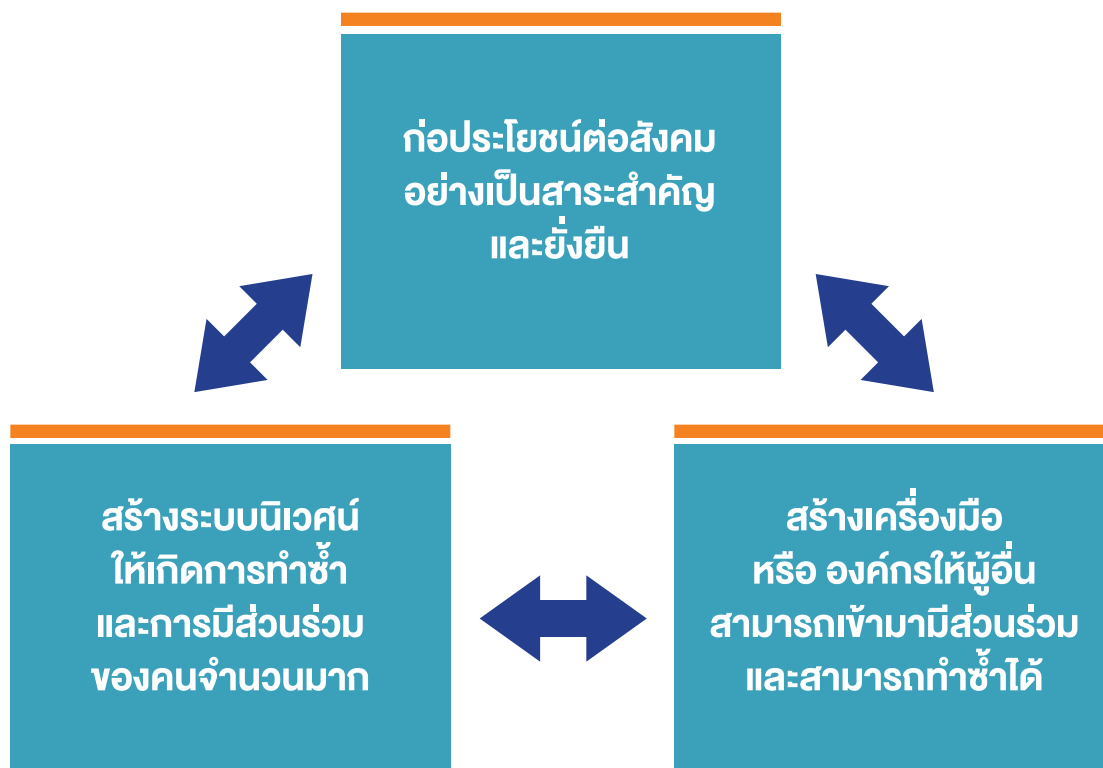 ก่อประโยชน์ต่อสังคม
อย่างเป็นสาระสำคัญ
และยั่งยืน
สร้างระบบนิเวศน์
ให้เกิดการทำซ้ำ
และการมีส่วนร่วม
ของคนจำนวนมาก
สร้างเครื่องมือ
หรือ องค์กรให้ผู้อื่น
สามารถเข้ามามีส่วนร่วม
และสามารถทำซ้ำได้